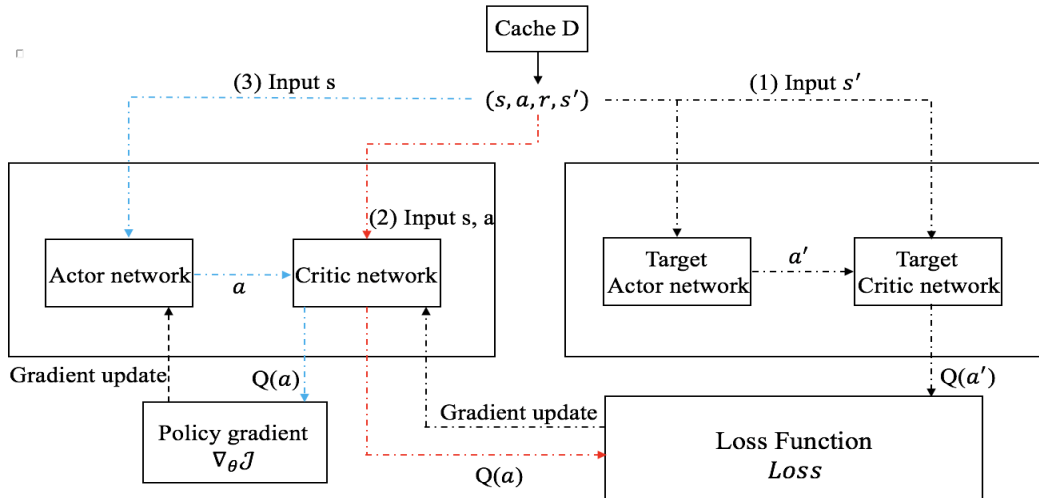 Cache D
(3) Input s
(s, a, r, s′)
(1) Input s′
(2) Input s, a
Actor network
a
Critic network
Target
Actor network
a′
Target
Critic network
Gradient update
Q(a)
Gradient update
Q(a′)
Policy gradient
∇θ𝒥
Q(a)
Loss Function
Loss